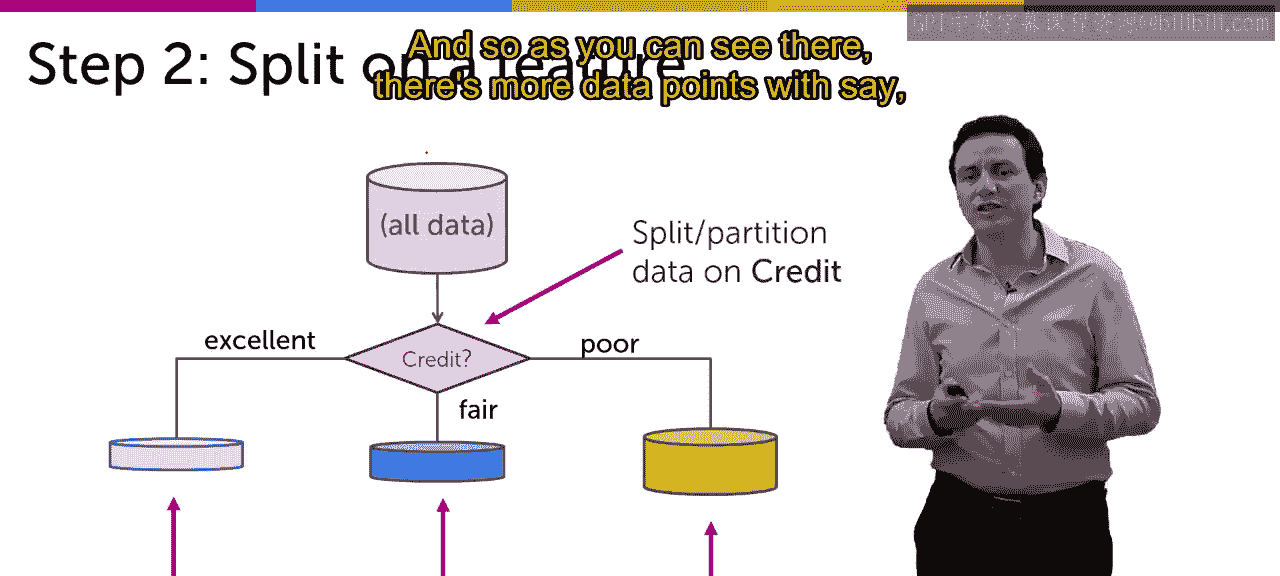 And so as you can see there,
there's more data points with say,
Step 2: Split on a feature
(all data)
Split/partition
data on Credit
excellent
Credit?
poor
fair